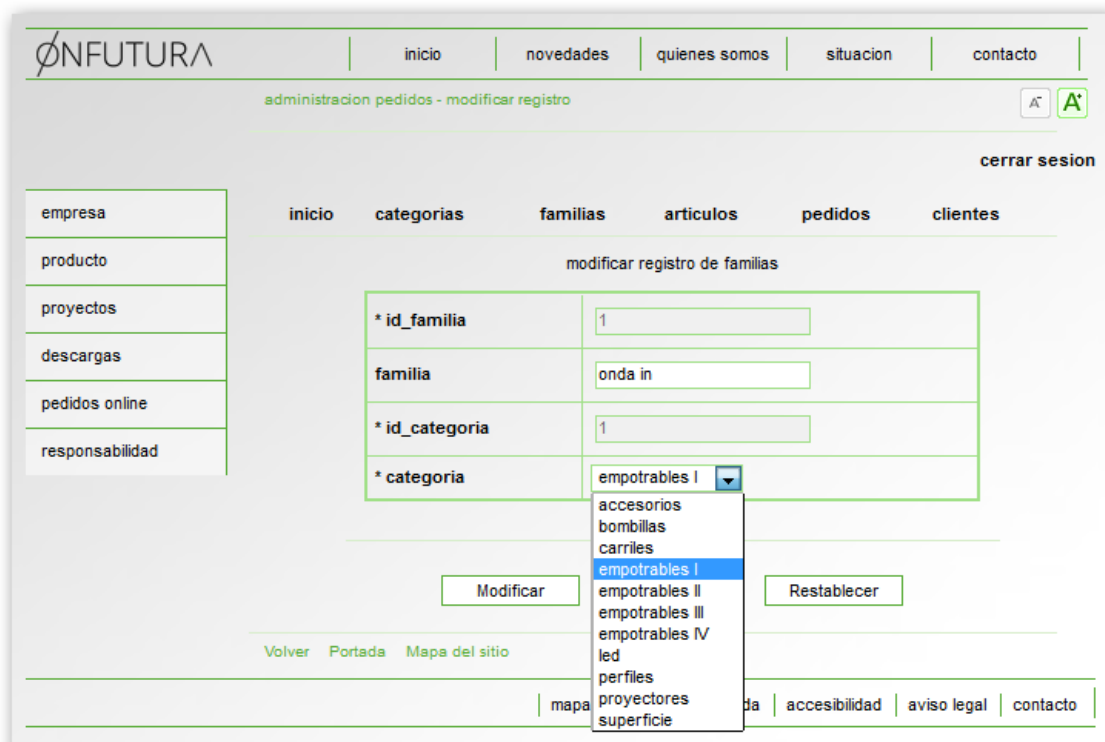 ØNFUTURA inicio novedades quienes somos situacion contacto
administracion pedidos - modificar registro A- A+
cerrar sesion
empresa
producto
proyectos
descargas
pedidos online
responsabilidad
inicio categorias familias articulos pedidos clientes
modificar registro de familias
* id_familia 1
familia onda in
* id_categoria 1
* categoria empotrables I
accesorios
bombillas
carriles
empotrables I
empotrables II
empotrables III
empotrables IV
led
perfiles
proyectores
superficie
Modificar Restablecer
Volver Portada Mapa del sitio
mapa da accesibilidad aviso legal contacto